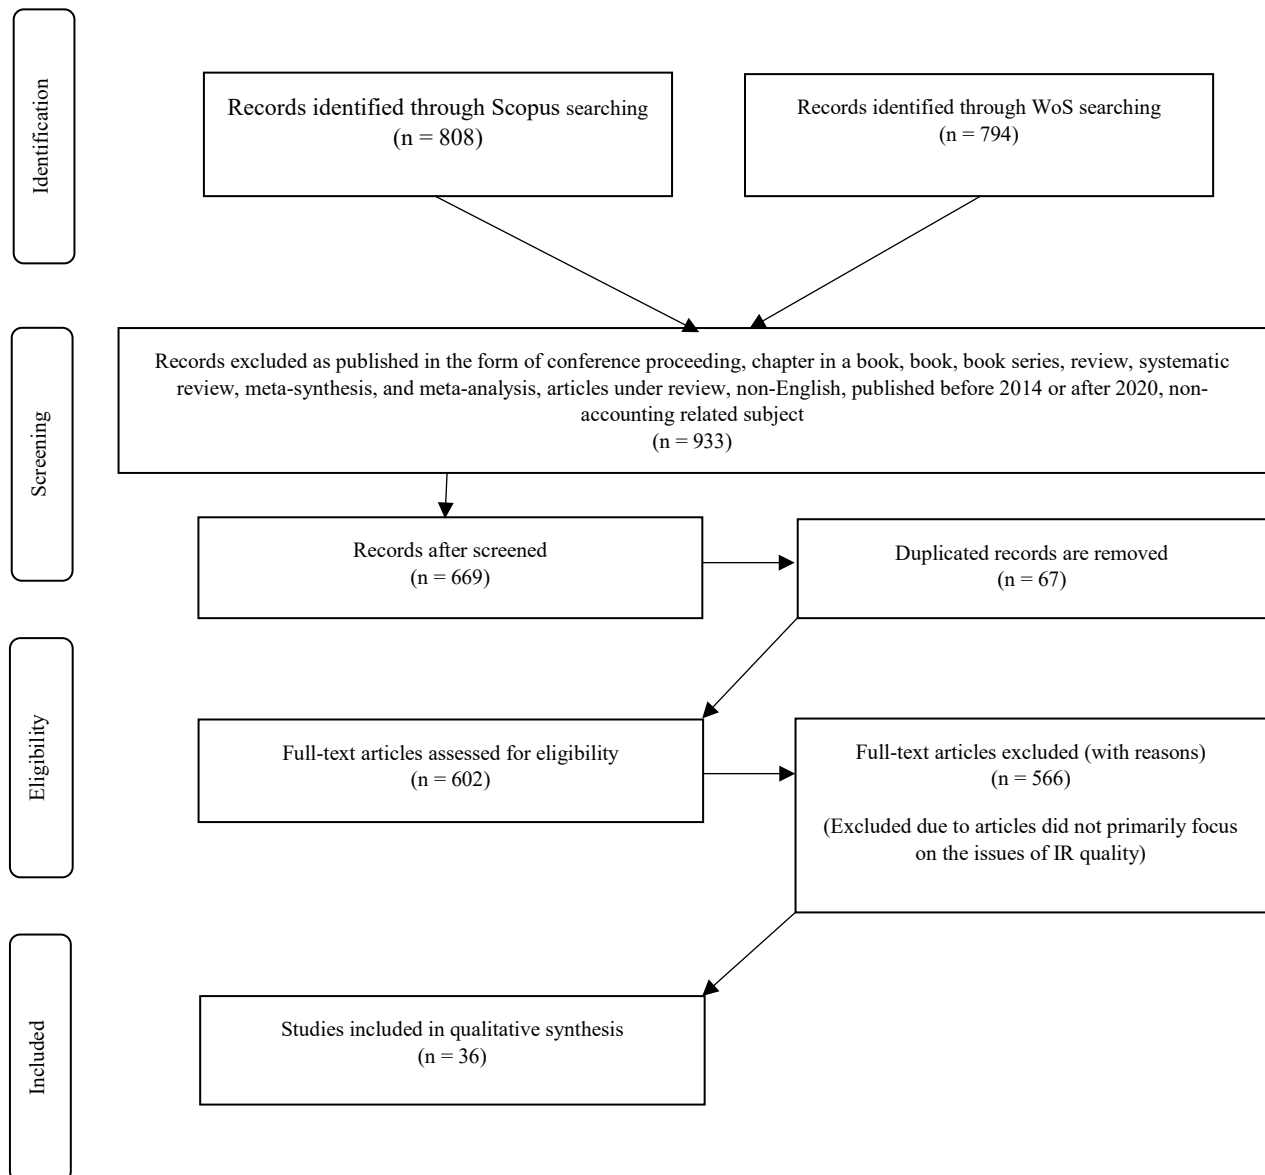 Identification
Records identified through Scopus searching
(n = 808)
Records identified through WoS searching
(n = 794)
Screening
Records excluded as published in the form of conference proceeding, chapter in a book, book, book series, review, systematic
review, meta-synthesis, and meta-analysis, articles under review, non-English, published before 2014 or after 2020, non-
accounting related subject
(n = 933)
Records after screened
(n = 669)
Duplicated records are removed
(n = 67)
Eligibility
Full-text articles assessed for eligibility
(n = 602)
Full-text articles excluded (with reasons)
(n = 566)
(Excluded due to articles did not primarily focus
on the issues of IR quality)
Included
Studies included in qualitative synthesis
(n = 36)